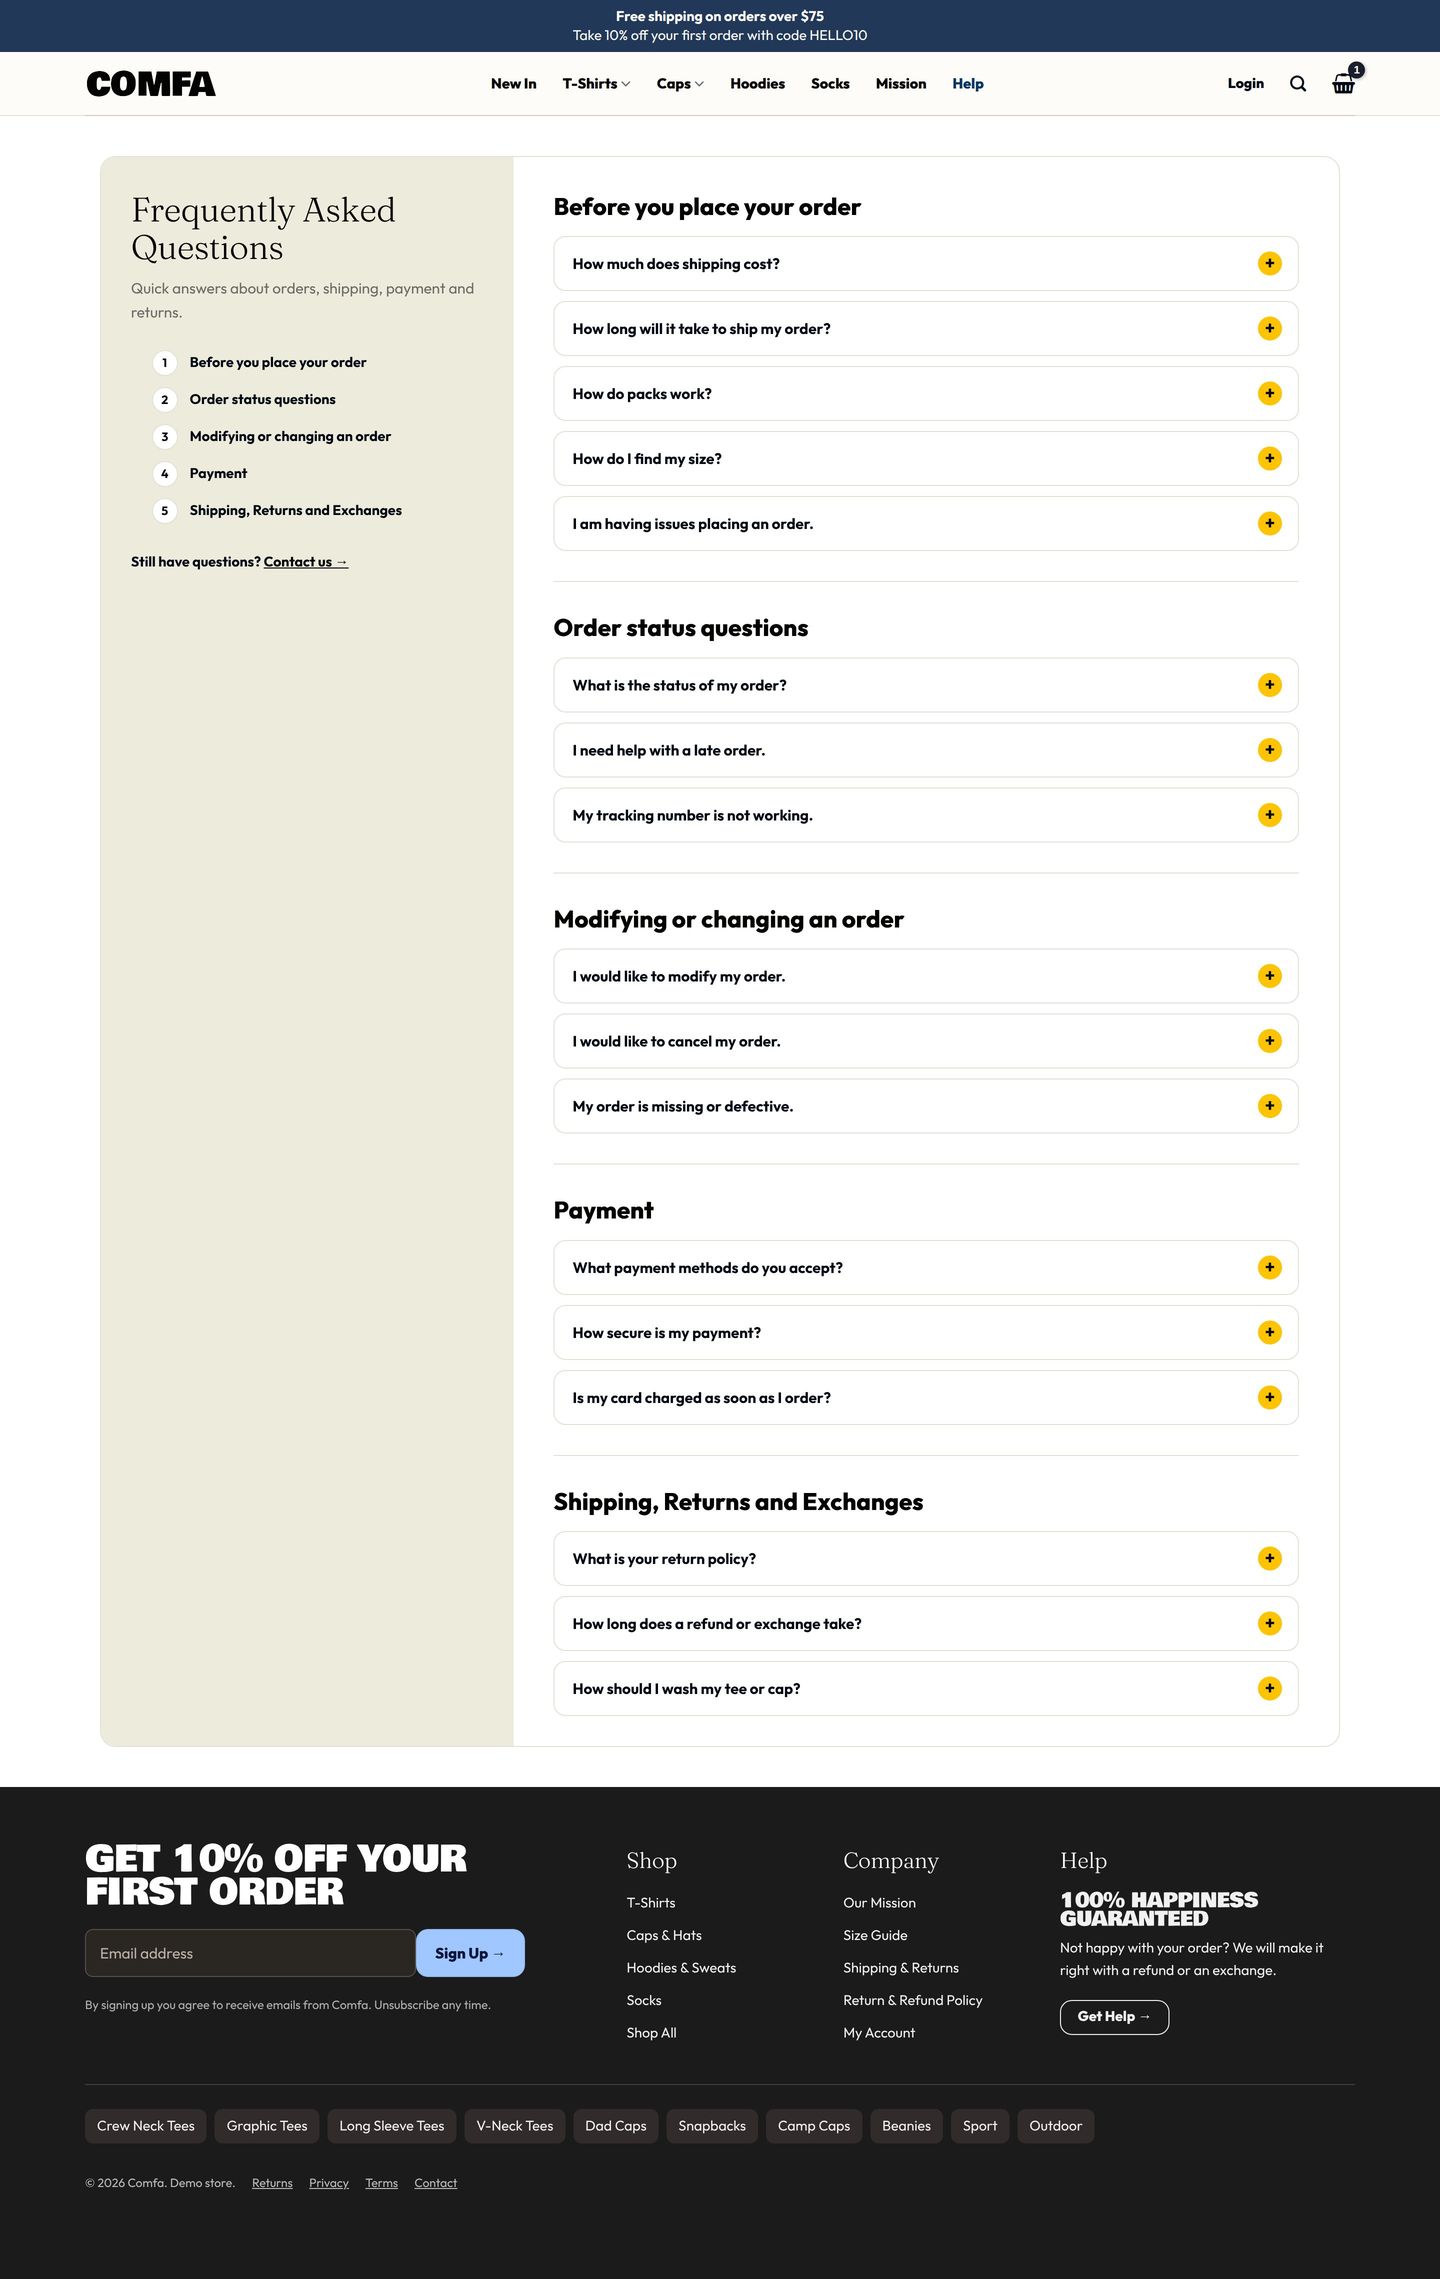 Free shipping on orders over $75
Take 10% off your first order with code HELLO10
COMFA
New In
T-Shirts
Caps
Hoodies
Socks
Mission
Help
Login
1
Frequently Asked
Questions
Quick answers about orders, shipping, payment and
returns.
1 Before you place your order
2 Order status questions
3 Modifying or changing an order
4 Payment
5 Shipping, Returns and Exchanges
Still have questions? Contact us →
Before you place your order
How much does shipping cost? +
How long will it take to ship my order? +
How do packs work? +
How do I find my size? +
I am having issues placing an order. +
Order status questions
What is the status of my order? +
I need help with a late order. +
My tracking number is not working. +
Modifying or changing an order
I would like to modify my order. +
I would like to cancel my order. +
My order is missing or defective. +
Payment
What payment methods do you accept? +
How secure is my payment? +
Is my card charged as soon as I order? +
Shipping, Returns and Exchanges
What is your return policy? +
How long does a refund or exchange take? +
How should I wash my tee or cap? +
GET 10% OFF YOUR
FIRST ORDER
Email address
Sign Up →
By signing up you agree to receive emails from Comfa. Unsubscribe any time.
Shop
T-Shirts
Caps & Hats
Hoodies & Sweats
Socks
Shop All
Company
Our Mission
Size Guide
Shipping & Returns
Return & Refund Policy
My Account
Help
100% HAPPINESS
GUARANTEED
Not happy with your order? We will make it
right with a refund or an exchange.
Get Help →
Crew Neck Tees
Graphic Tees
Long Sleeve Tees
V-Neck Tees
Dad Caps
Snapbacks
Camp Caps
Beanies
Sport
Outdoor
© 2026 Comfa. Demo store. Returns Privacy Terms Contact